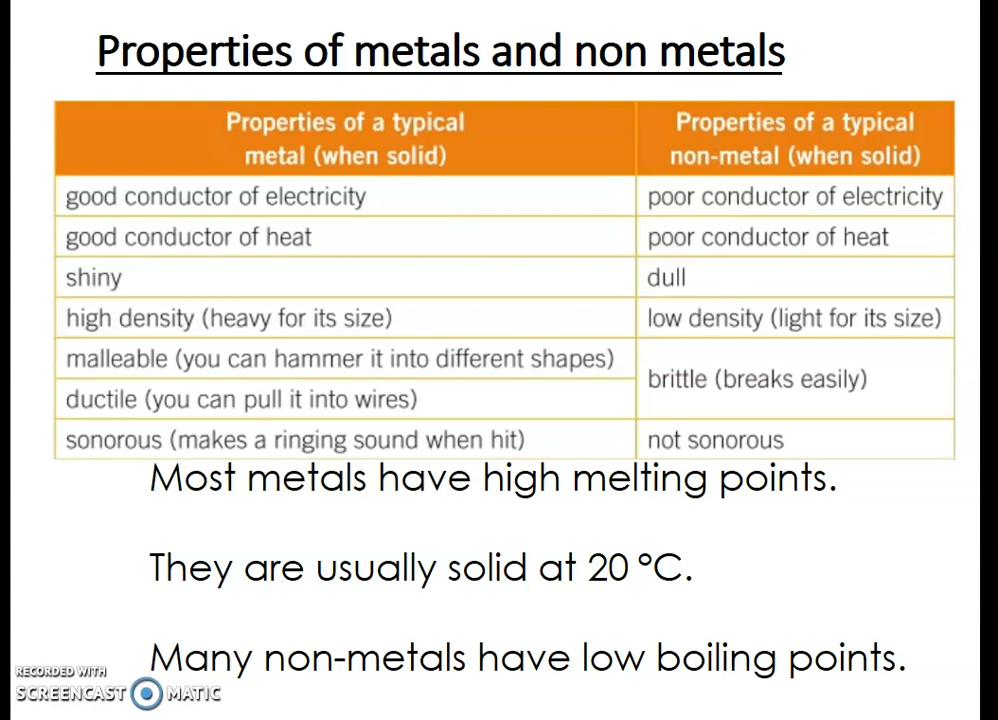 Properties of metals and non metals
Properties of a typical
metal (when solid)
Properties of a typical
non-metal (when solid)
good conductor of electricity
poor conductor of electricity
good conductor of heat
poor conductor of heat
shiny
dull
high density (heavy for its size)
low density (light for its size)
malleable (you can hammer it into different shapes)
brittle (breaks easily)
ductile (you can pull it into wires)
sonorous (makes a ringing sound when hit)
not sonorous
Most metals have high melting points.
They are usually solid at 20 °C.
Many non-metals have low boiling points.
RECORDED WITH
SCREENCAST MATIC